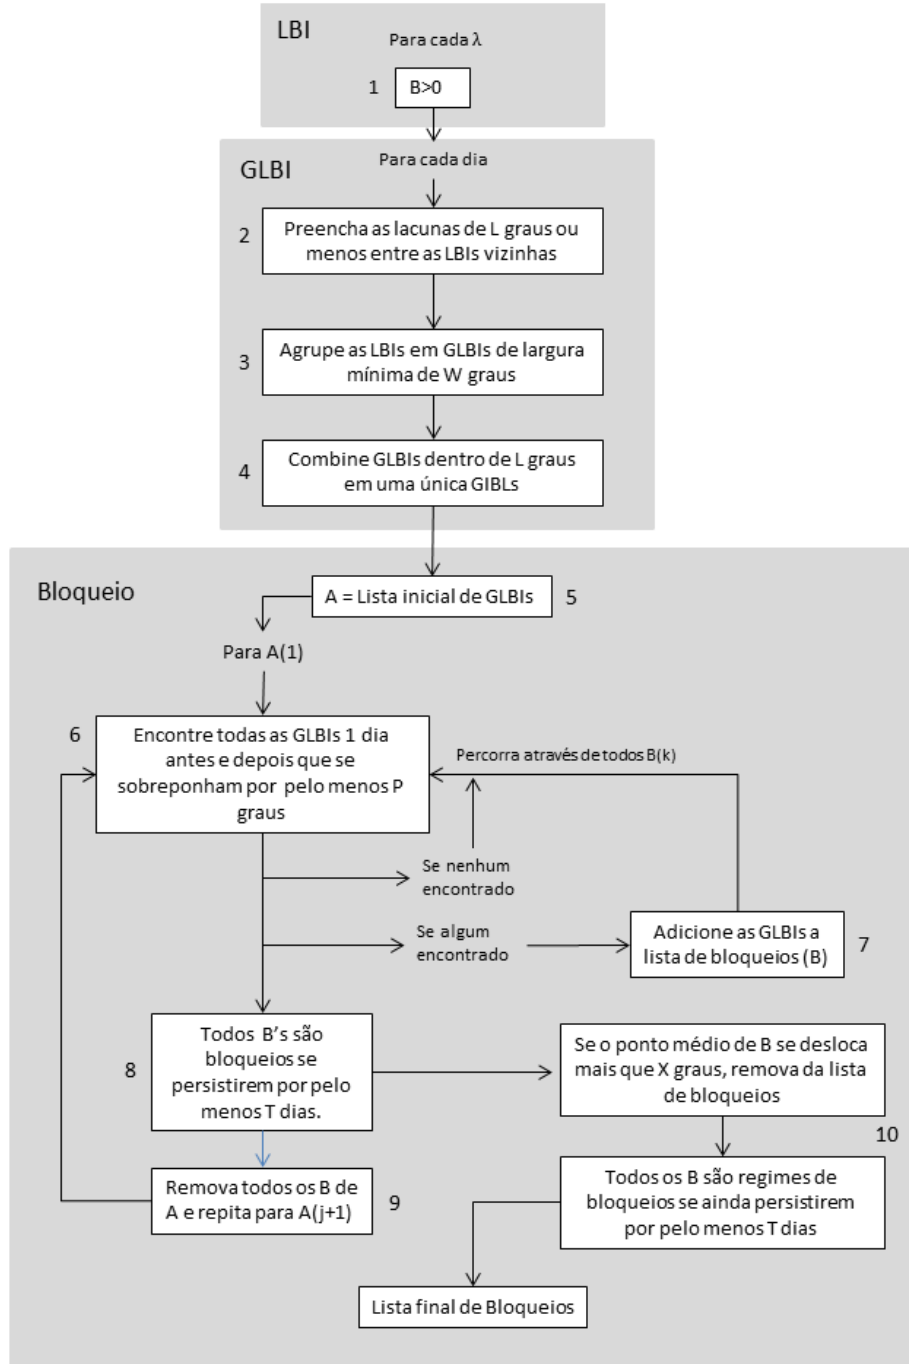 LBI
Para cada λ
1
B>0
GLBI
Para cada dia
2
Preencha as lacunas de L graus ou
menos entre as LBIs vizinhas
3
Agrupe as LBIs em GLBIs de largura
mínima de W graus
4
Combine GLBIs dentro de L graus
em uma única GIBLs
Bloqueio
A = Lista inicial de GLBIs
5
Para A(1)
6
Encontre todas as GLBIs 1 dia
antes e depois que se
sobreponham por pelo menos P
graus
Percorra através de todos B(k)
Se nenhum
encontrado
Se algum
encontrado
Adicione as GLBIs a
lista de bloqueios (B)
7
8
Todos B's são
bloqueios se
persistirem por pelo
menos T dias.
Se o ponto médio de B se desloca
mais que X graus, remova da lista
de bloqueios
10
Remova todos os B de
A e repita para A(j+1)
9
Todos os B são regimes de
bloqueios se ainda persistirem
por pelo menos T dias
Lista final de Bloqueios